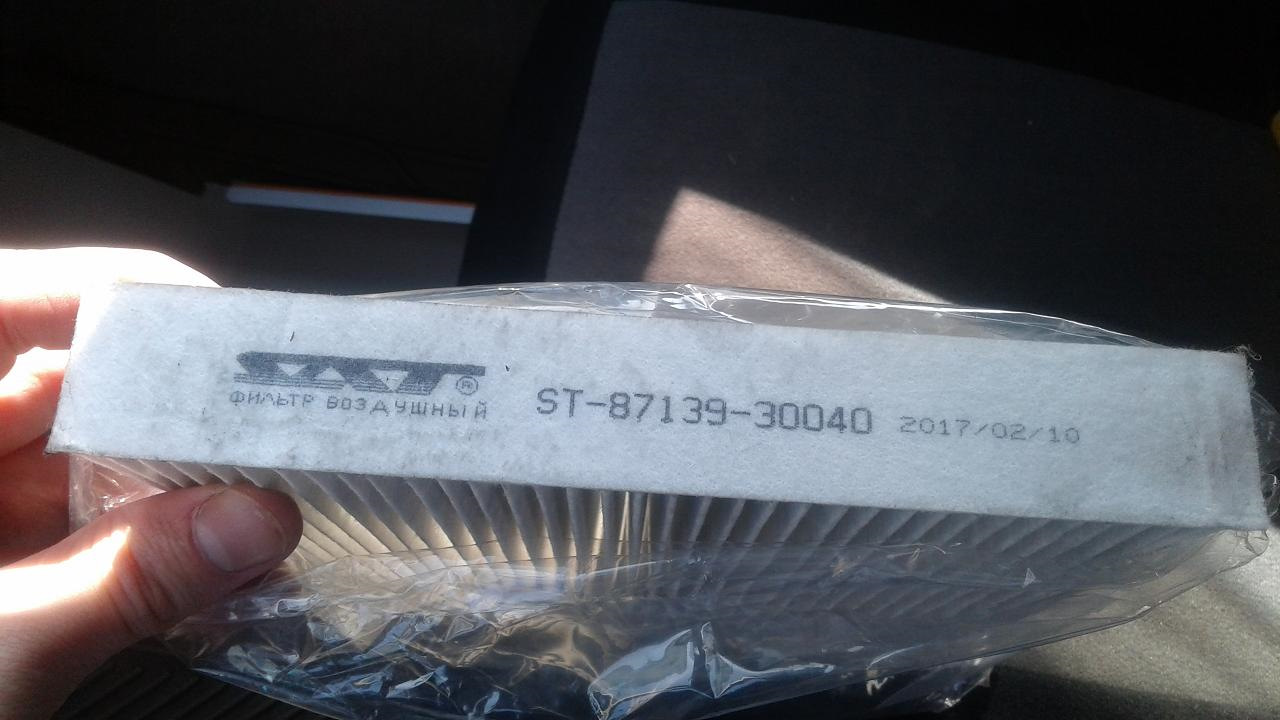 SAT®
ФИЛЬТР ВОЗДУШНЫЙ
ST-87139-30040 2017/02/10